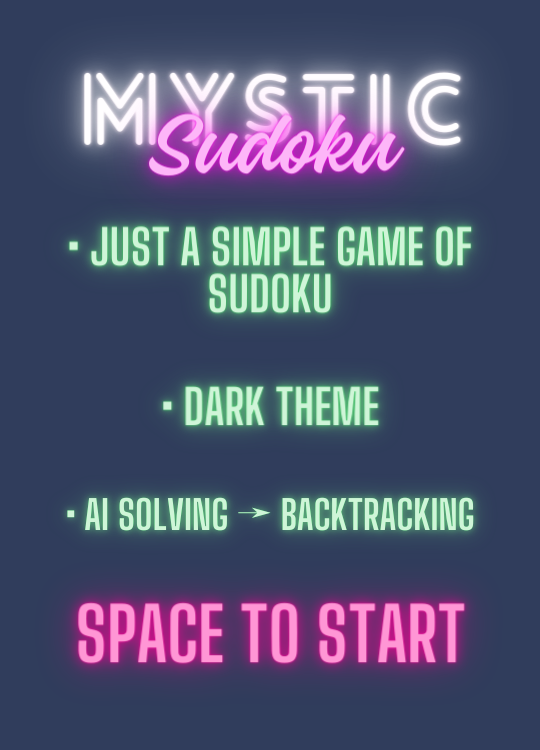 MYSTIC
Sudoku
▪ JUST A SIMPLE GAME OF
SUDOKU
▪ DARK THEME
▪ AI SOLVING → BACKTRACKING
SPACE TO START